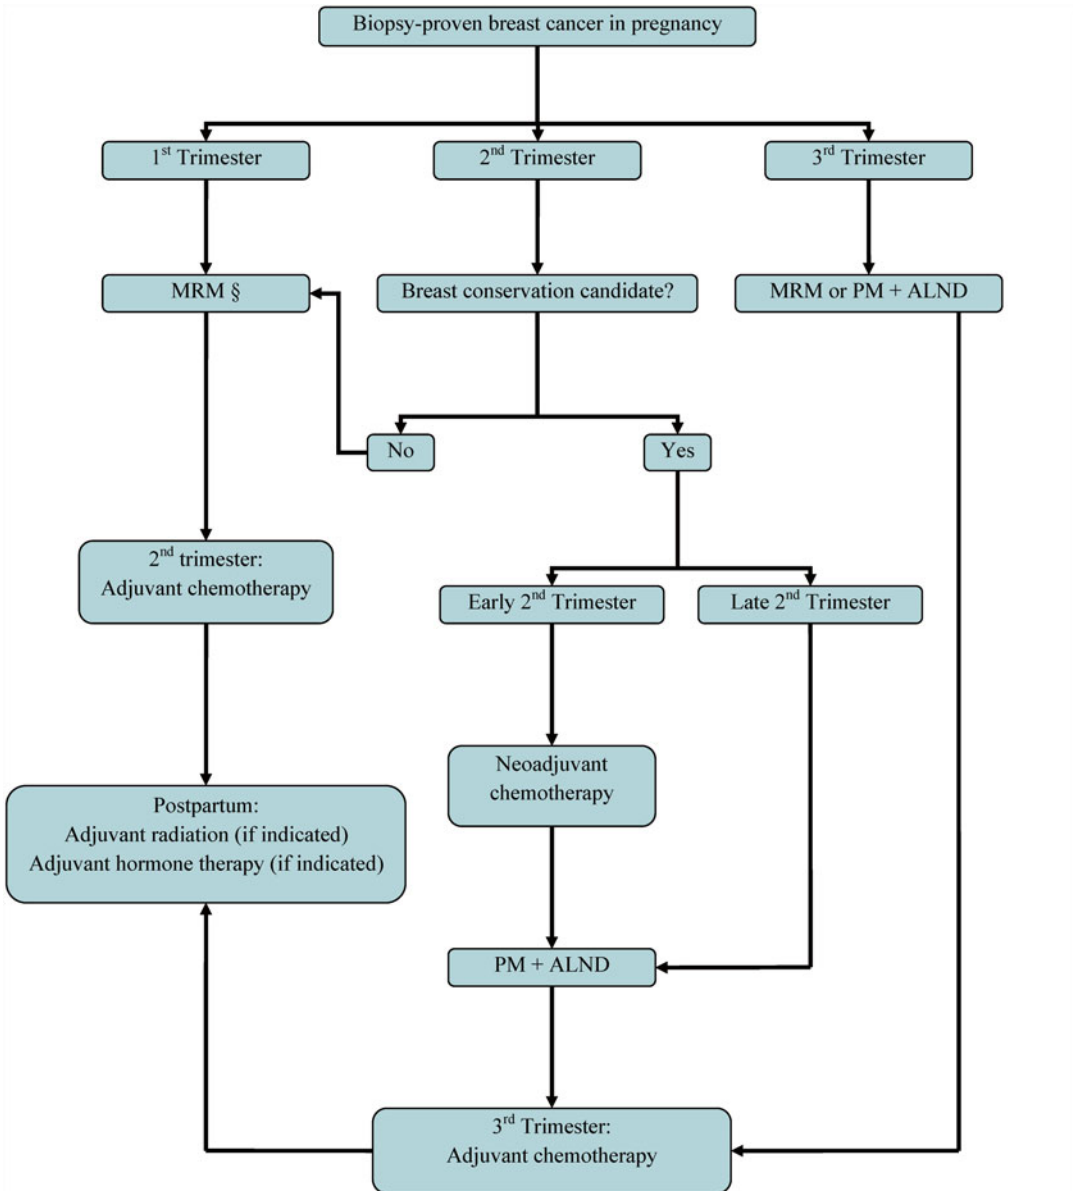 Biopsy-proven breast cancer in pregnancy
1st Trimester
2nd Trimester
3rd Trimester
MRM §
Breast conservation candidate?
MRM or PM + ALND
No
Yes
2nd trimester:
Adjuvant chemotherapy
Early 2nd Trimester
Late 2nd Trimester
Neoadjuvant
chemotherapy
Postpartum:
Adjuvant radiation (if indicated)
Adjuvant hormone therapy (if indicated)
PM + ALND
3rd Trimester:
Adjuvant chemotherapy